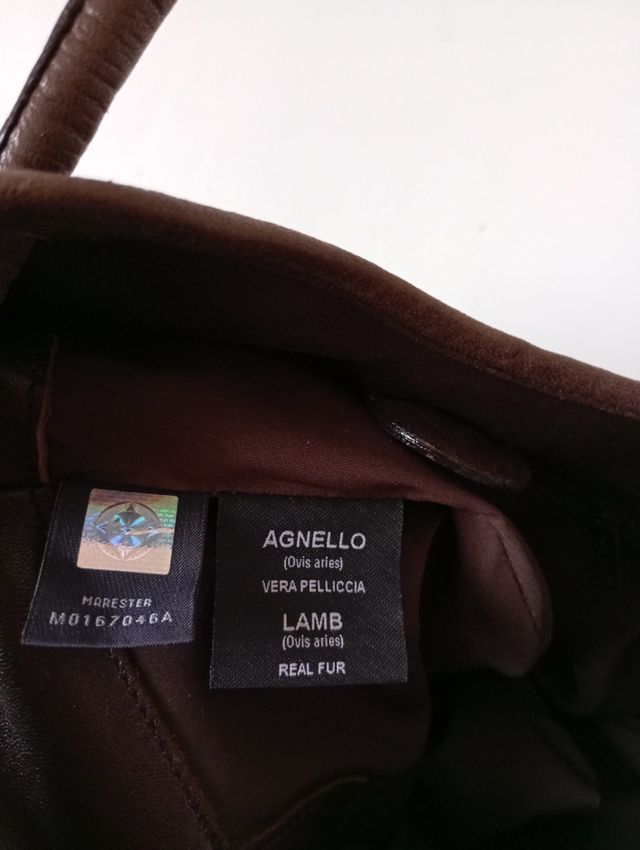 MARESTER
M0167046A
AGNELLO
(Ovis aries)
VERA PELLICCIA
LAMB
(Ovis aries)
REAL FUR